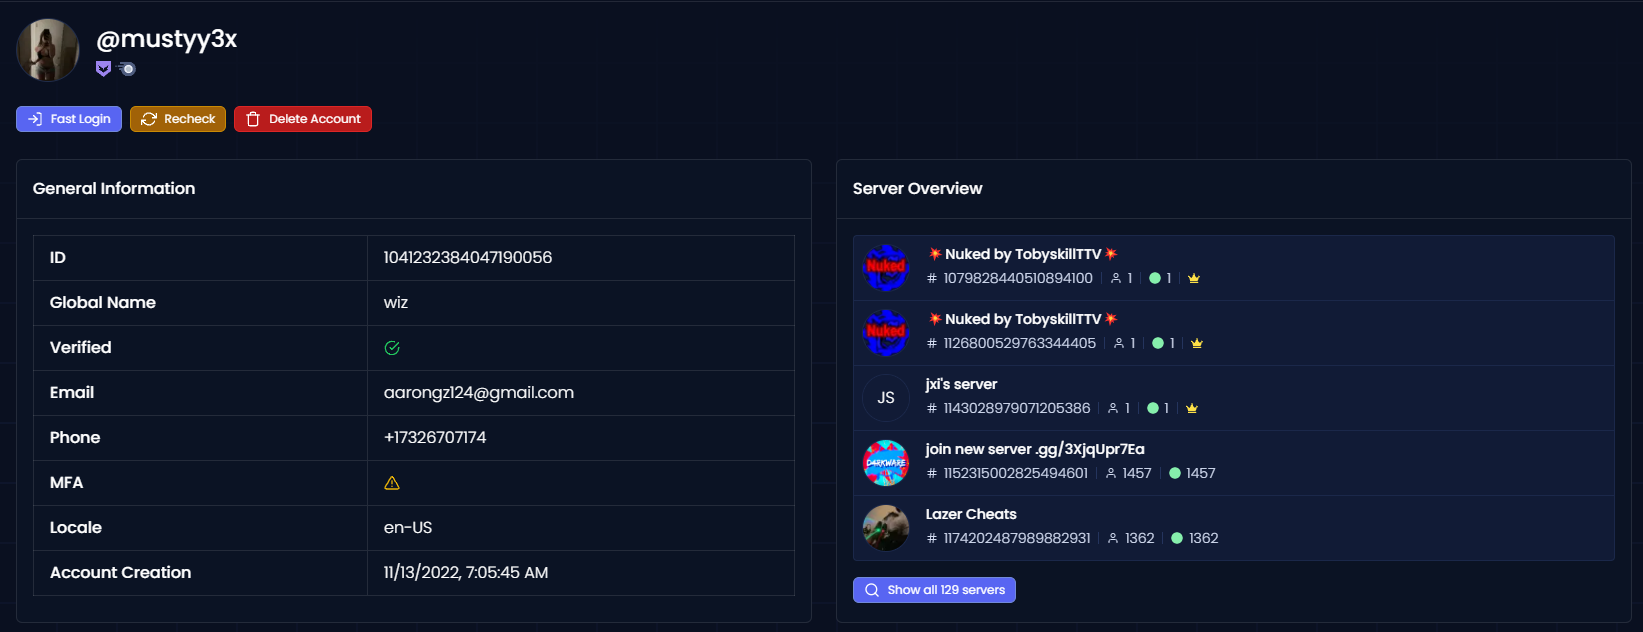 @mustyy3x
Fast Login
Recheck
Delete Account
General Information
ID 1041232384047190056
Global Name wiz
Verified
Email aarongz124@gmail.com
Phone +17326707174
MFA
Locale en-US
Account Creation 11/13/2022, 7:05:45 AM
Server Overview
Nuked
💥 Nuked by TobyskillTTV 💥
# 1079828440510894100 1 1
Nuked
💥 Nuked by TobyskillTTV 💥
# 1126800529763344405 1 1
JS
jxi's server
# 1143028979071205386 1 1
DARKWARE
join new server .gg/3XjqUpr7Ea
# 1152315002825494601 1457 1457
Lazer Cheats
# 1174202487989882931 1362 1362
Show all 129 servers